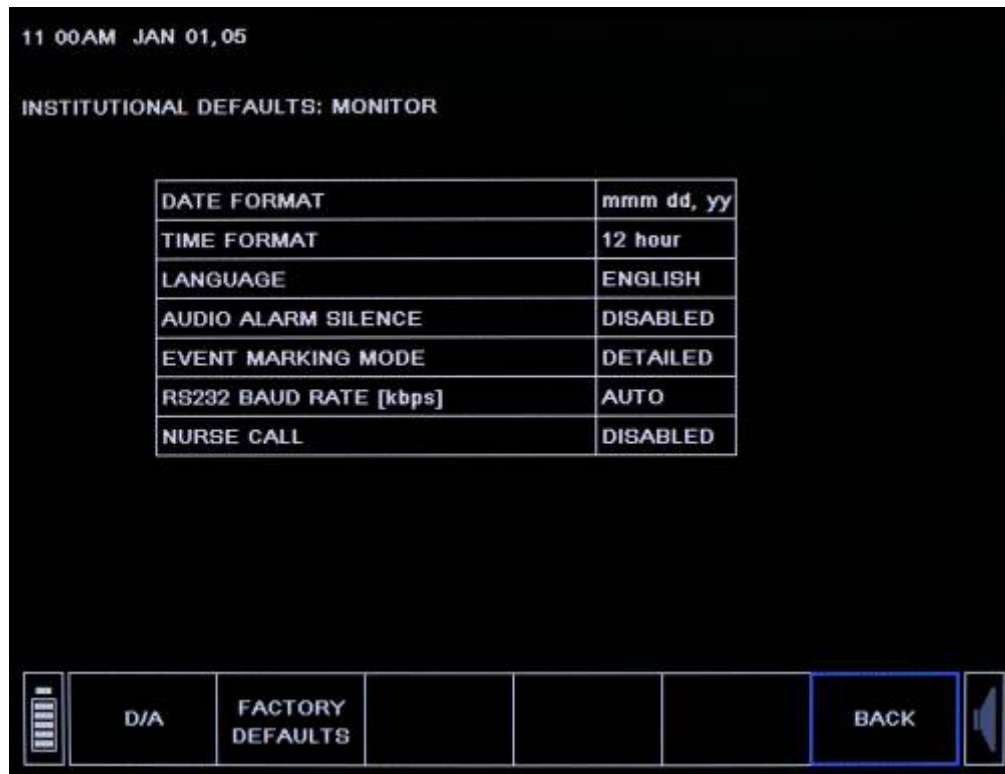 11 00AM JAN 01,05
INSTITUTIONAL DEFAULTS: MONITOR
DATE FORMAT mmm dd, yy
TIME FORMAT 12 hour
LANGUAGE ENGLISH
AUDIO ALARM SILENCE DISABLED
EVENT MARKING MODE DETAILED
RS232 BAUD RATE [kbps] AUTO
NURSE CALL DISABLED
D/A
FACTORY
DEFAULTS
BACK